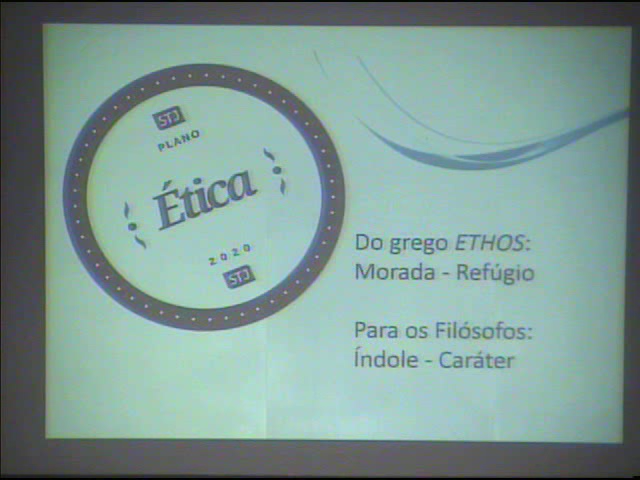 STJ
PLANO
Ética
2020
STJ
Do grego ETHOS:
Morada - Refúgio
Para os Filósofos:
Índole - Caráter